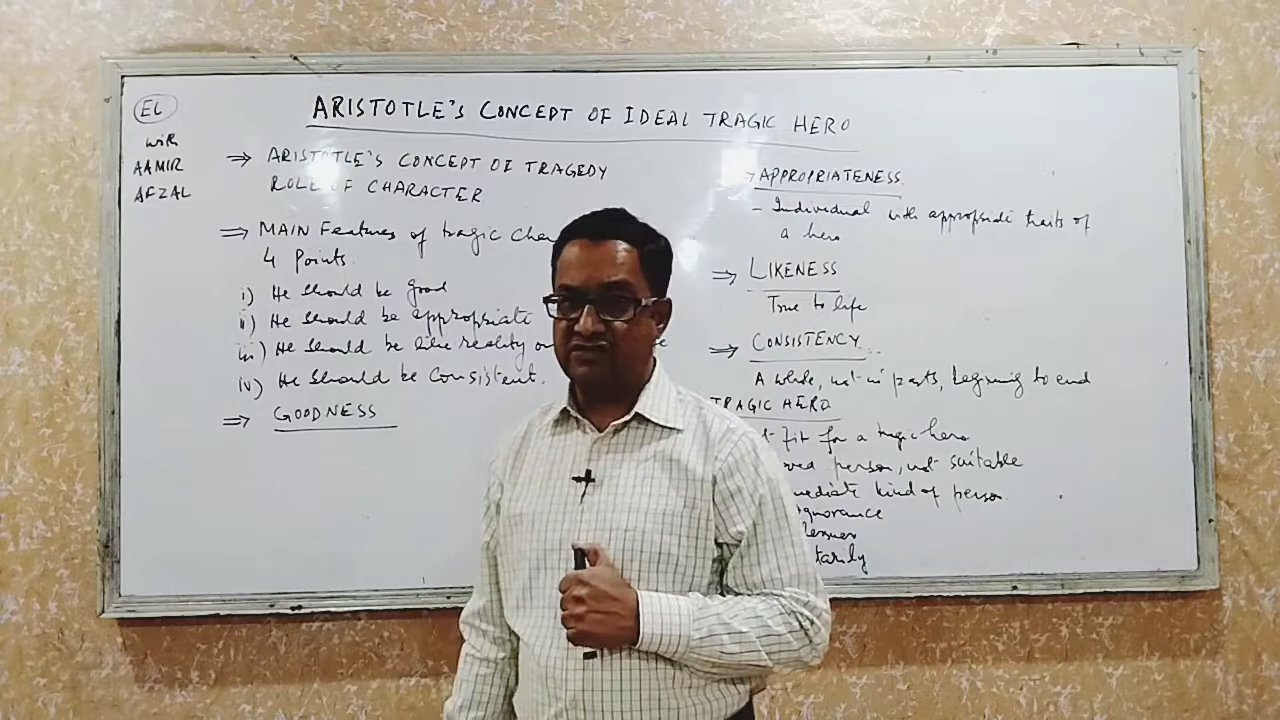 EL
with
AAMIR
AFZAL
ARISTOTLE'S CONCEPT OF IDEAL TRAGIC HERO
⇒ ARISTOTLE'S CONCEPT OF TRAGEDY
ROLE OF CHARACTER
⇒ MAIN Features of tragic
4 Points
i) He should be good
ii) He should be appropriate
iii) He should be like reality
iv) He should be consistent.
⇒ GOODNESS
APPROPRIATENESS
- Individual with appropriate traits of
a hero
⇒ LIKENESS
True to life
⇒ CONSISTENCY
A whole, not in parts, beginning to end
TRAGIC HERO
fit for a tragic hero
person, not suitable
kind of person
ignorance